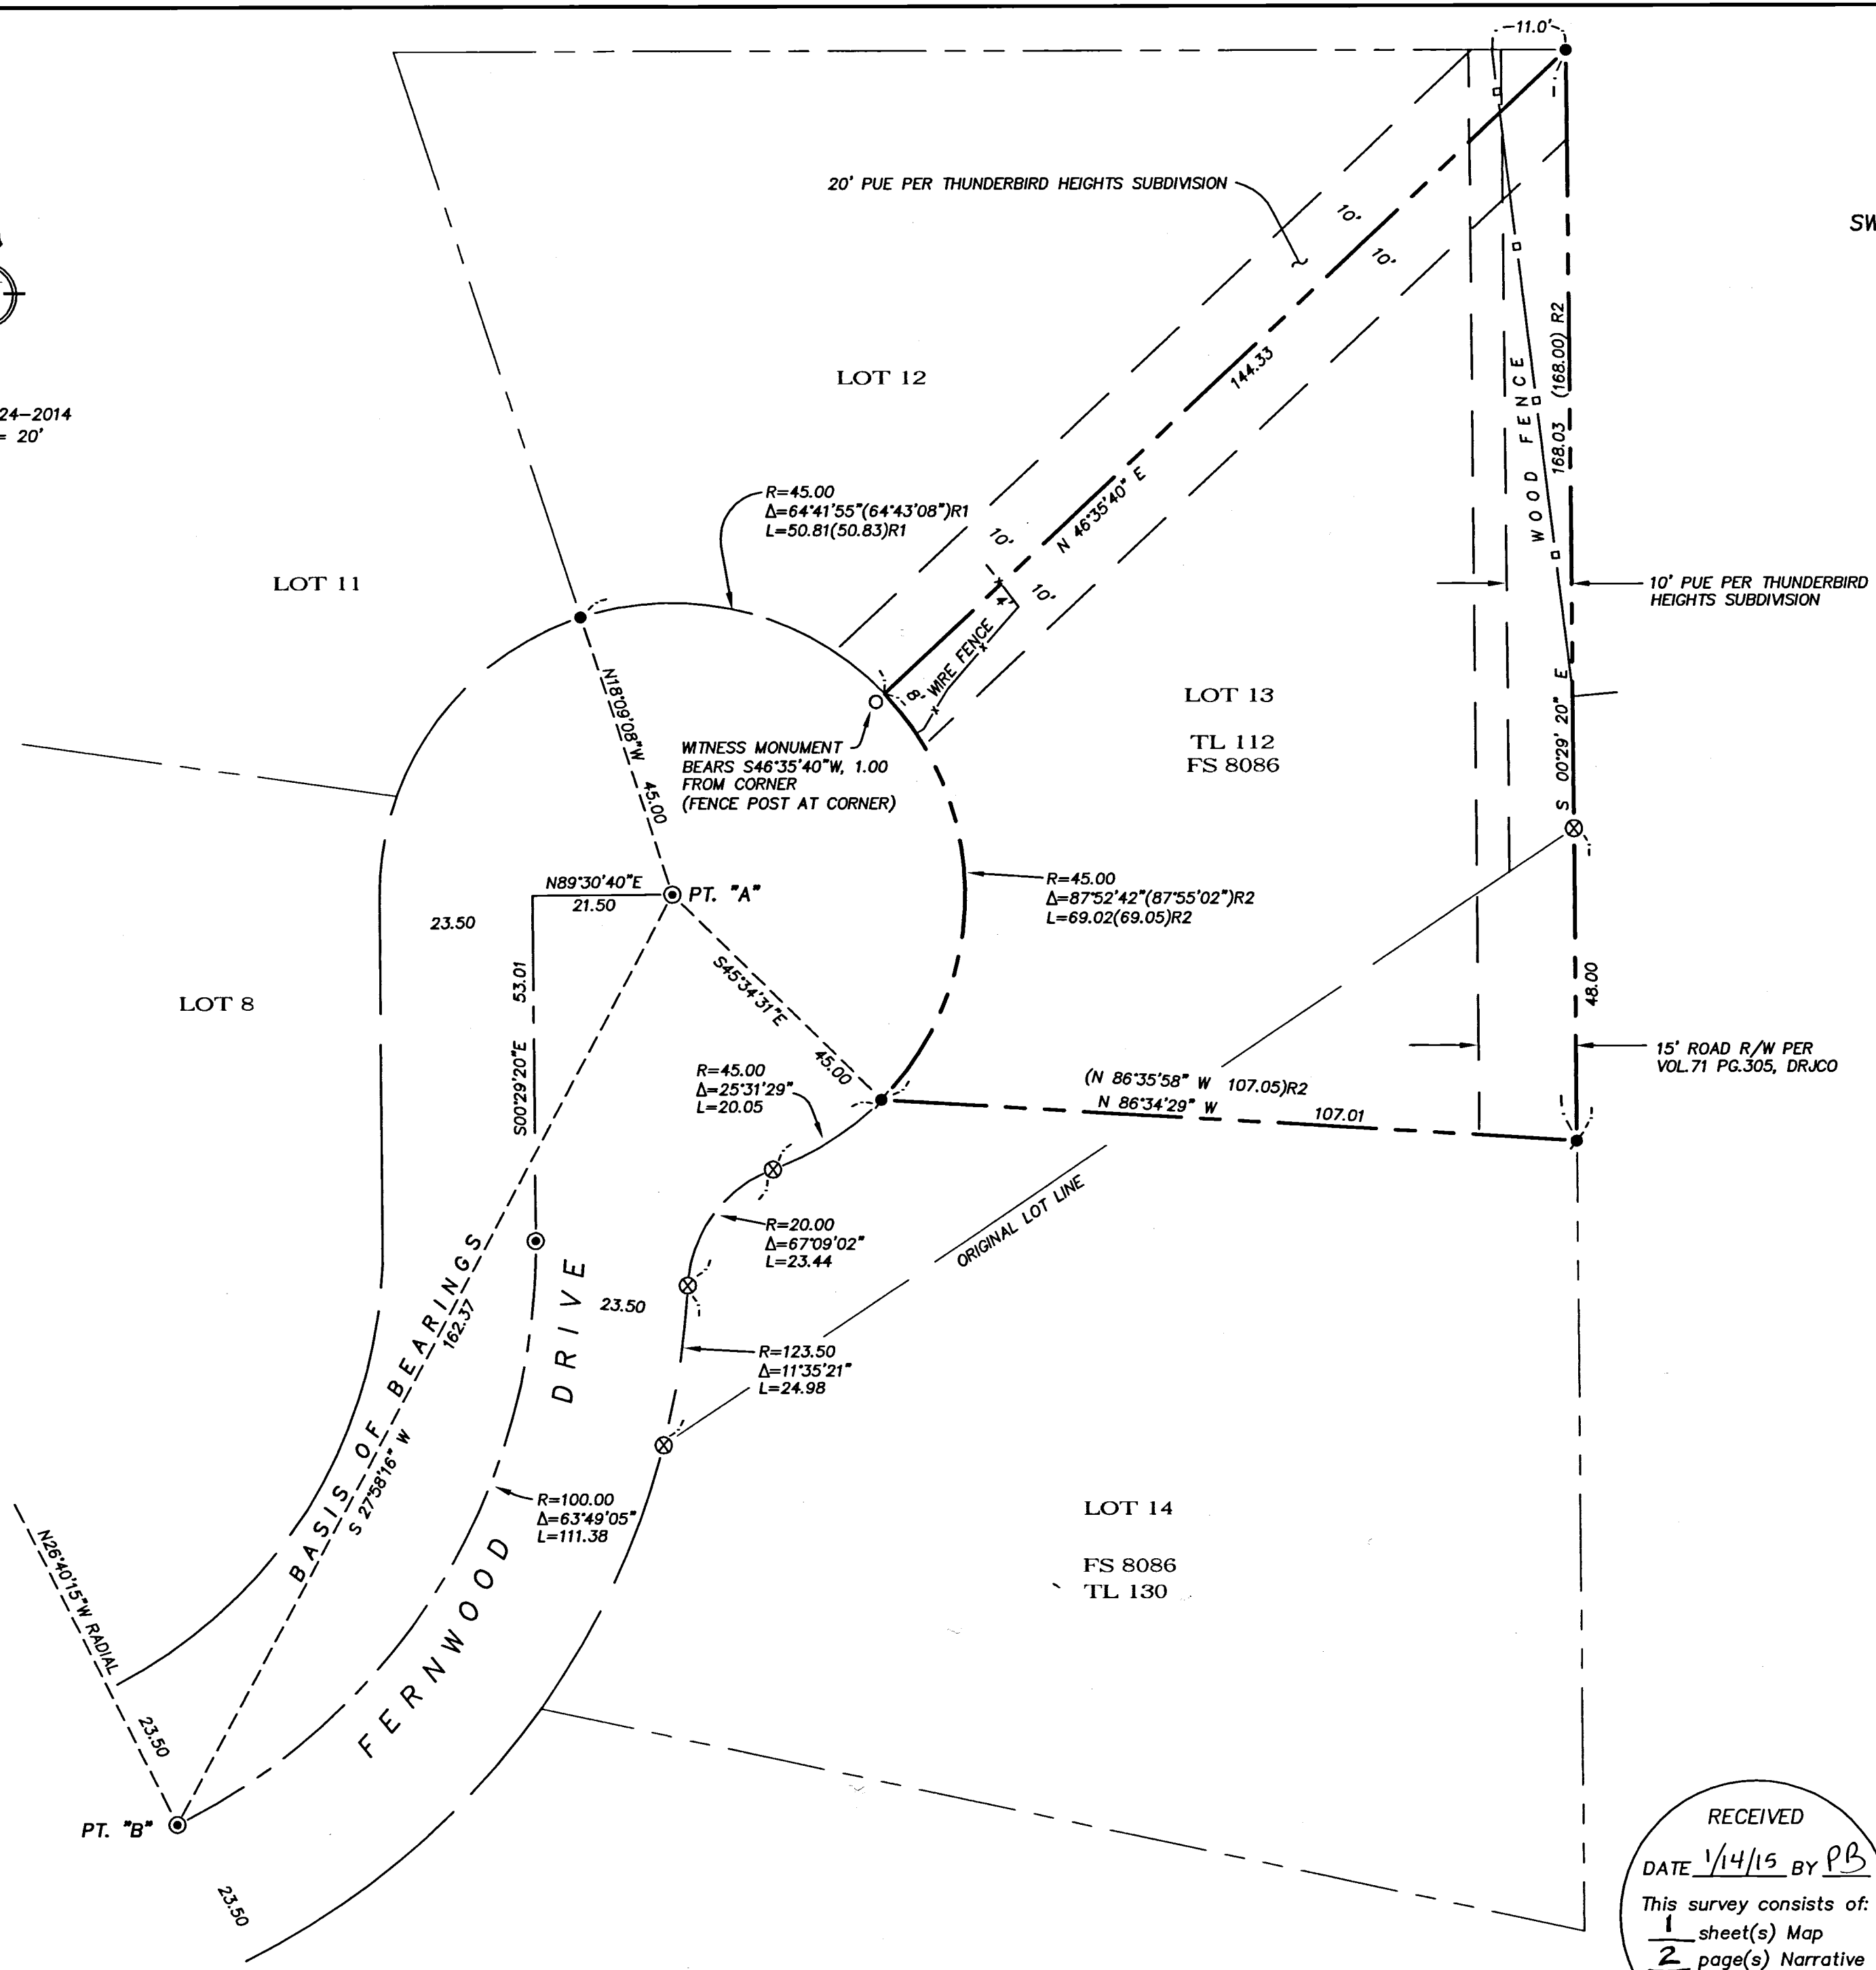 11.0'
20' PUE PER THUNDERBIRD HEIGHTS SUBDIVISION
SW
24-2014
= 20'
LOT 12
10'
10'
144.33
N 46°35'40" E
WOOD FENCE
168.03 (168.00) R2
R=45.00
Δ=64°41'55"(64°43'08")R1
L=50.81(50.83)R1
10'
10'
LOT 11
4'
WIRE FENCE
8'
10' PUE PER THUNDERBIRD
HEIGHTS SUBDIVISION
N18°09'08"W 45.00
LOT 13
TL 112
FS 8086
S 00°29'20" E
WITNESS MONUMENT
BEARS S46°35'40"W, 1.00
FROM CORNER
(FENCE POST AT CORNER)
N89°30'40"E
21.50
PT. "A"
R=45.00
Δ=87°52'42"(87°55'02")R2
L=69.02(69.05)R2
23.50
S00°29'20"E 53.01
S45°34'31"E 45.00
LOT 8
48.00
15' ROAD R/W PER
VOL.71 PG.305, DRJCO
R=45.00
Δ=25°31'29"
L=20.05
(N 86°35'58" W 107.05)R2
N 86°34'29" W 107.01
ORIGINAL LOT LINE
R=20.00
Δ=67°09'02"
L=23.44
23.50
R=123.50
Δ=11°35'21"
L=24.98
BASIS OF BEARINGS
S 27°58'16" W 162.37
R=100.00
Δ=63°49'05"
L=111.38
FERNWOOD DRIVE
LOT 14
FS 8086
TL 130
N26°40'15"W RADIAL
23.50
PT. "B"
23.50
RECEIVED
DATE 1/14/15 BY PB
This survey consists of:
1 sheet(s) Map
2 page(s) Narrative